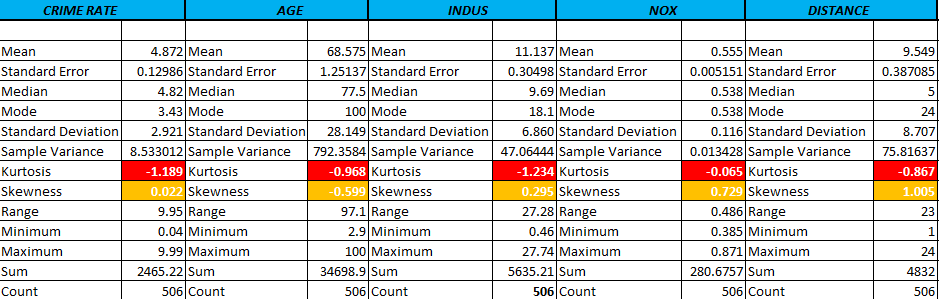 CRIME RATE AGE INDUS NOX DISTANCE
Mean 4.872 Mean 68.575 Mean 11.137 Mean 0.555 Mean 9.549
Standard Error 0.12986 Standard Error 1.25137 Standard Error 0.30498 Standard Error 0.005151 Standard Error 0.387085
Median 4.82 Median 77.5 Median 9.69 Median 0.538 Median 5
Mode 3.43 Mode 100 Mode 18.1 Mode 0.538 Mode 24
Standard Deviation 2.921 Standard Deviation 28.149 Standard Deviation 6.860 Standard Deviation 0.116 Standard Deviation 8.707
Sample Variance 8.533012 Sample Variance 792.3584 Sample Variance 47.06444 Sample Variance 0.013428 Sample Variance 75.81637
Kurtosis -1.189 Kurtosis -0.968 Kurtosis -1.234 Kurtosis -0.065 Kurtosis -0.867
Skewness 0.022 Skewness -0.599 Skewness 0.295 Skewness 0.729 Skewness 1.005
Range 9.95 Range 97.1 Range 27.28 Range 0.486 Range 23
Minimum 0.04 Minimum 2.9 Minimum 0.46 Minimum 0.385 Minimum 1
Maximum 9.99 Maximum 100 Maximum 27.74 Maximum 0.871 Maximum 24
Sum 2465.22 Sum 34698.9 Sum 5635.21 Sum 280.6757 Sum 4832
Count 506 Count 506 Count 506 Count 506 Count 506